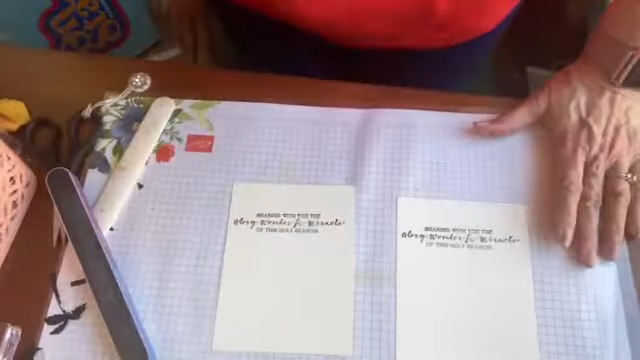 SHARING WITH YOU THE
Glory, Wonder & Miracle
OF THIS HOLY SEASON
SHARING WITH YOU THE
Glory, Wonder & Miracle
OF THIS HOLY SEASON